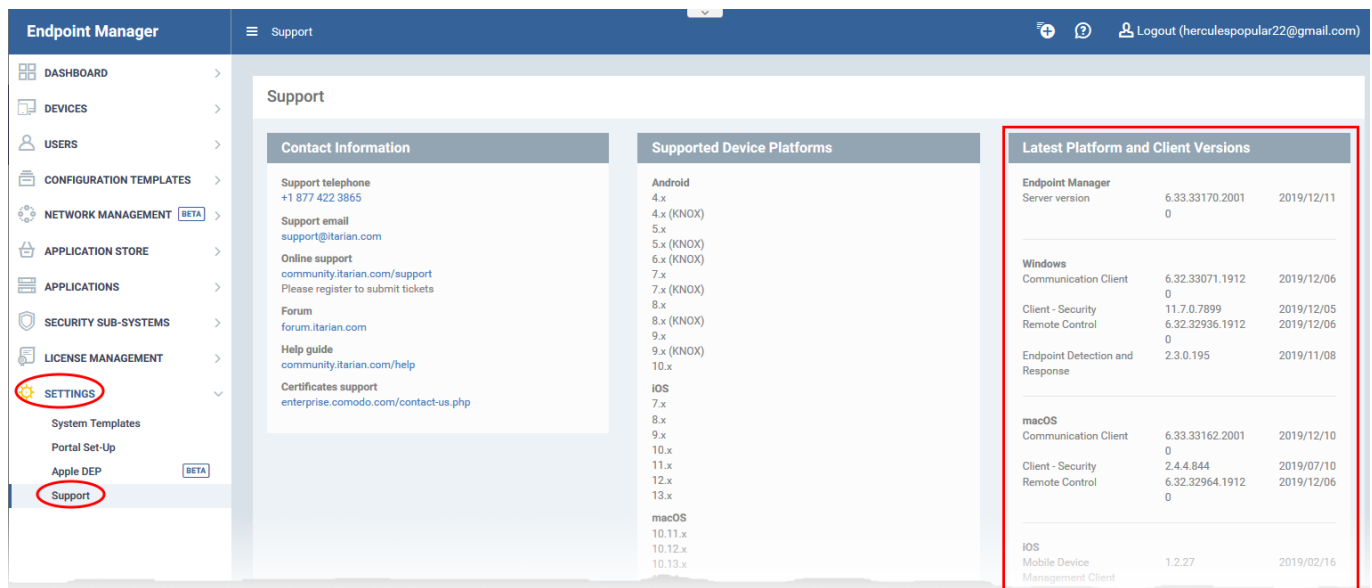 Endpoint Manager
Support
Logout (herculespopular22@gmail.com)
DASHBOARD
DEVICES
USERS
CONFIGURATION TEMPLATES
NETWORK MANAGEMENT BETA
APPLICATION STORE
APPLICATIONS
SECURITY SUB-SYSTEMS
LICENSE MANAGEMENT
SETTINGS
System Templates
Portal Set-Up
Apple DEP BETA
Support
Support
Contact Information
Support telephone
+1 877 422 3865
Support email
support@itarian.com
Online support
community.itarian.com/support
Please register to submit tickets
Forum
forum.itarian.com
Help guide
community.itarian.com/help
Certificates support
enterprise.comodo.com/contact-us.php
Supported Device Platforms
Android
4.x
4.x (KNOX)
5.x
5.x (KNOX)
6.x (KNOX)
7.x
7.x (KNOX)
8.x
8.x (KNOX)
9.x
9.x (KNOX)
10.x
iOS
7.x
8.x
9.x
10.x
11.x
12.x
13.x
macOS
10.11.x
10.12.x
10.13.x
Latest Platform and Client Versions
Endpoint Manager
Server version 6.33.33170.2001 2019/12/11
0
Windows
Communication Client 6.32.33071.1912 2019/12/06
0
Client - Security 11.7.0.7899 2019/12/05
Remote Control 6.32.32936.1912 2019/12/06
0
Endpoint Detection and 2.3.0.195 2019/11/08
Response
macOS
Communication Client 6.33.33162.2001 2019/12/10
0
Client - Security 2.4.4.844 2019/07/10
Remote Control 6.32.32964.1912 2019/12/06
0
iOS
Mobile Device 1.2.27 2019/02/16
Management Client